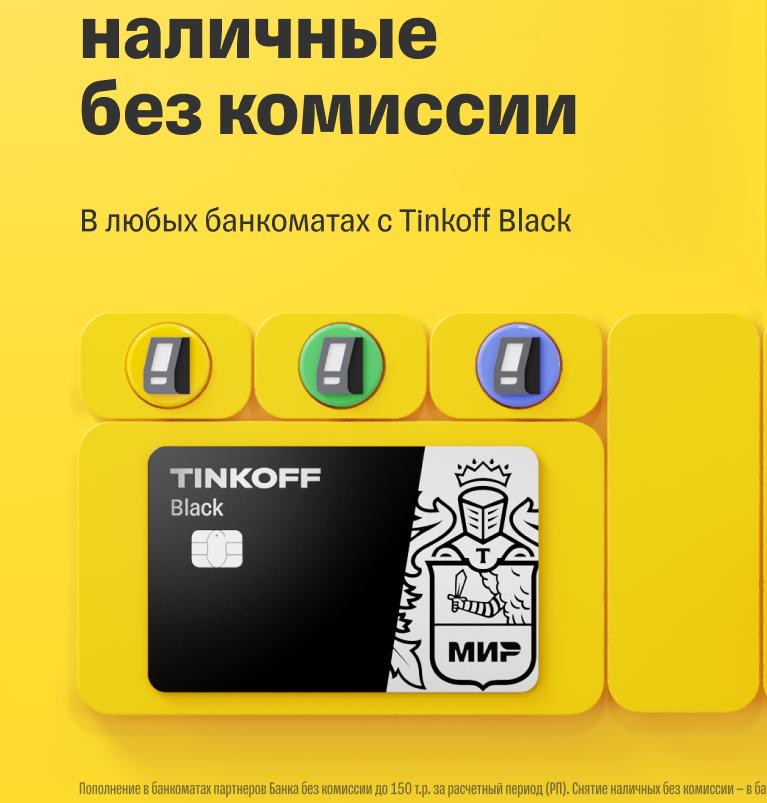 наличные
без комиссии
В любых банкоматах с Tinkoff Black
TINKOFF
Black
Т
МИР
Пополнение в банкоматах партнеров Банка без комиссии до 150 т.р. за расчетный период (РП). Снятие наличных без комиссии – в ба